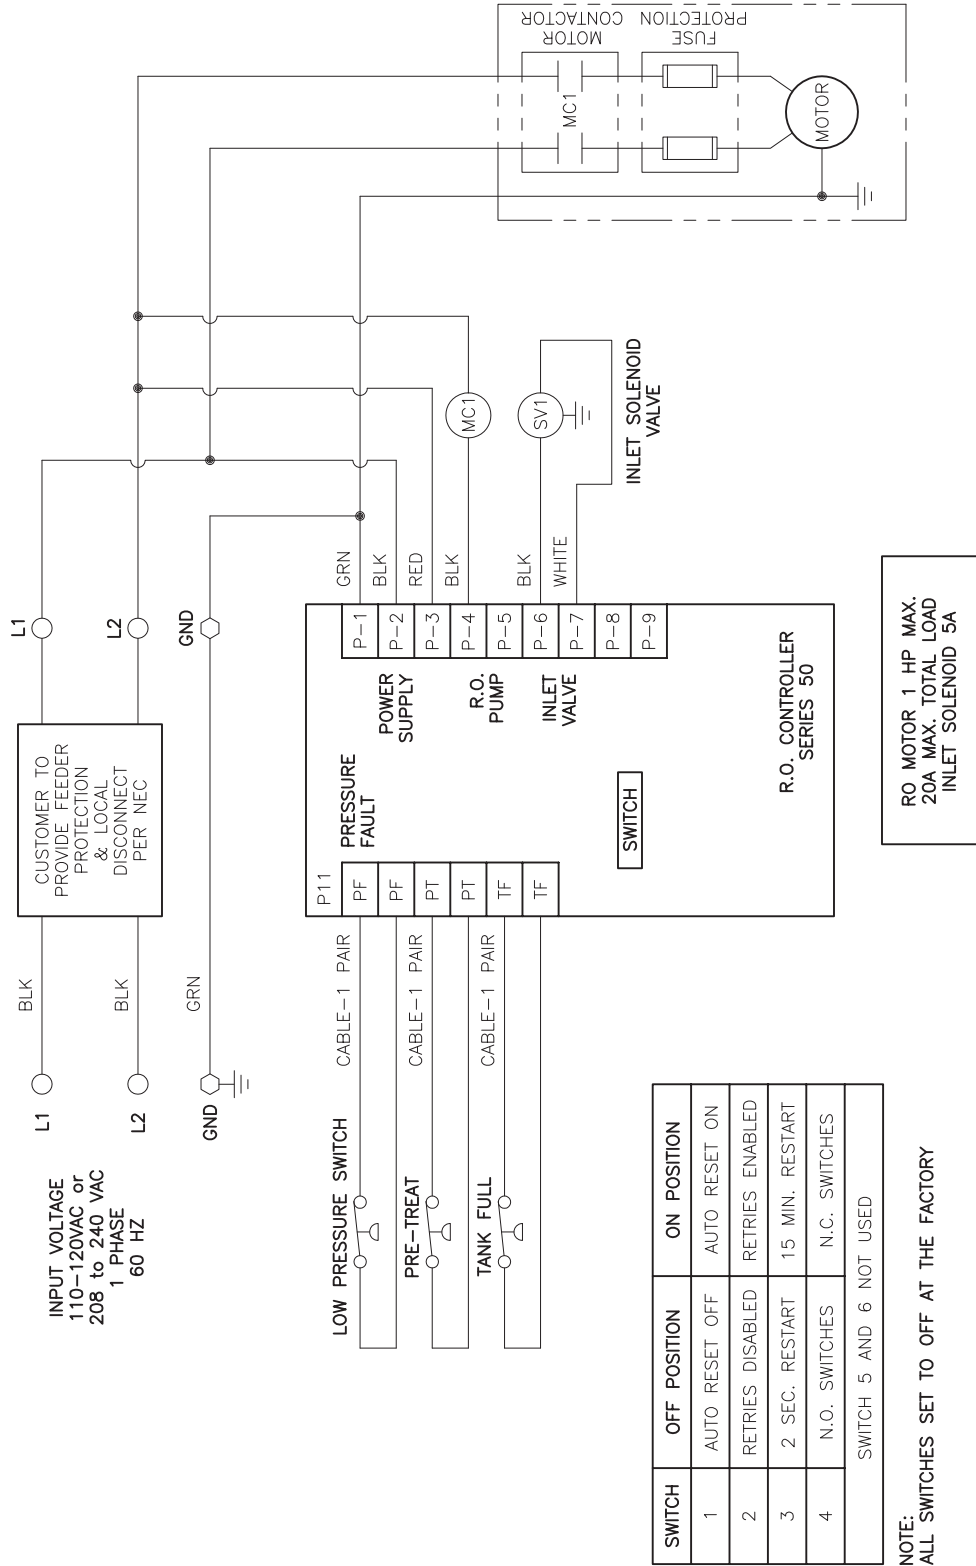 INPUT VOLTAGE
110-120VAC or
208 to 240 VAC
1 PHASE
60 HZ
L1
L2
GND
BLK
BLK
GRN
CUSTOMER TO
PROVIDE FEEDER
PROTECTION
& LOCAL
DISCONNECT
PER NEC
L1
L2
GND
LOW PRESSURE SWITCH
PRE-TREAT
TANK FULL
CABLE-1 PAIR
CABLE-1 PAIR
CABLE-1 PAIR
P11
PF
PF
PT
PT
TF
TF
PRESSURE
FAULT
SWITCH
POWER
SUPPLY
R.O.
PUMP
INLET
VALVE
R.O. CONTROLLER
SERIES 50
P-1
P-2
P-3
P-4
P-5
P-6
P-7
P-8
P-9
GRN
BLK
RED
BLK
BLK
WHITE
MC1
SV1
INLET SOLENOID
VALVE
MOTOR
CONTACTOR
MC1
FUSE
PROTECTION
MOTOR
SWITCH OFF POSITION ON POSITION
1 AUTO RESET OFF AUTO RESET ON
2 RETRIES DISABLED RETRIES ENABLED
3 2 SEC. RESTART 15 MIN. RESTART
4 N.O. SWITCHES N.C. SWITCHES
SWITCH 5 AND 6 NOT USED
NOTE:
ALL SWITCHES SET TO OFF AT THE FACTORY
RO MOTOR 1 HP MAX.
20A MAX. TOTAL LOAD
INLET SOLENOID 5A